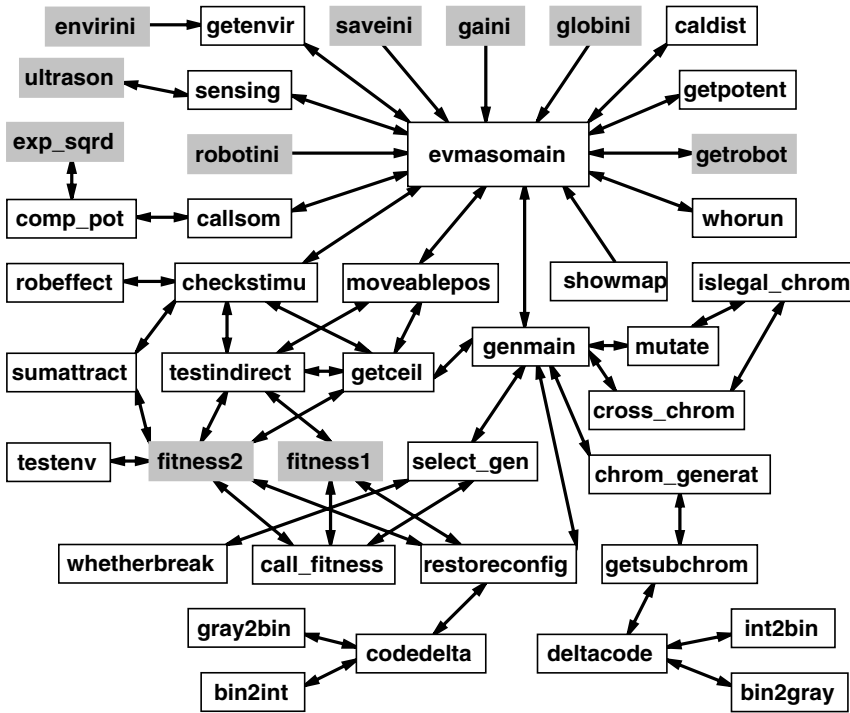 envirini
getenvir
saveini
gaini
globini
caldist
ultrason
sensing
getpotent
exp_sqrd
robotini
evmasomain
getrobot
comp_pot
callsom
whorun
robeffect
checkstimu
moveablepos
showmap
islegal_chrom
genmain
mutate
sumattract
testindirect
getceil
cross_chrom
testenv
fitness2
fitness1
select_gen
chrom_generat
whetherbreak
call_fitness
restoreconfig
getsubchrom
gray2bin
codedelta
deltacode
int2bin
bin2int
bin2gray